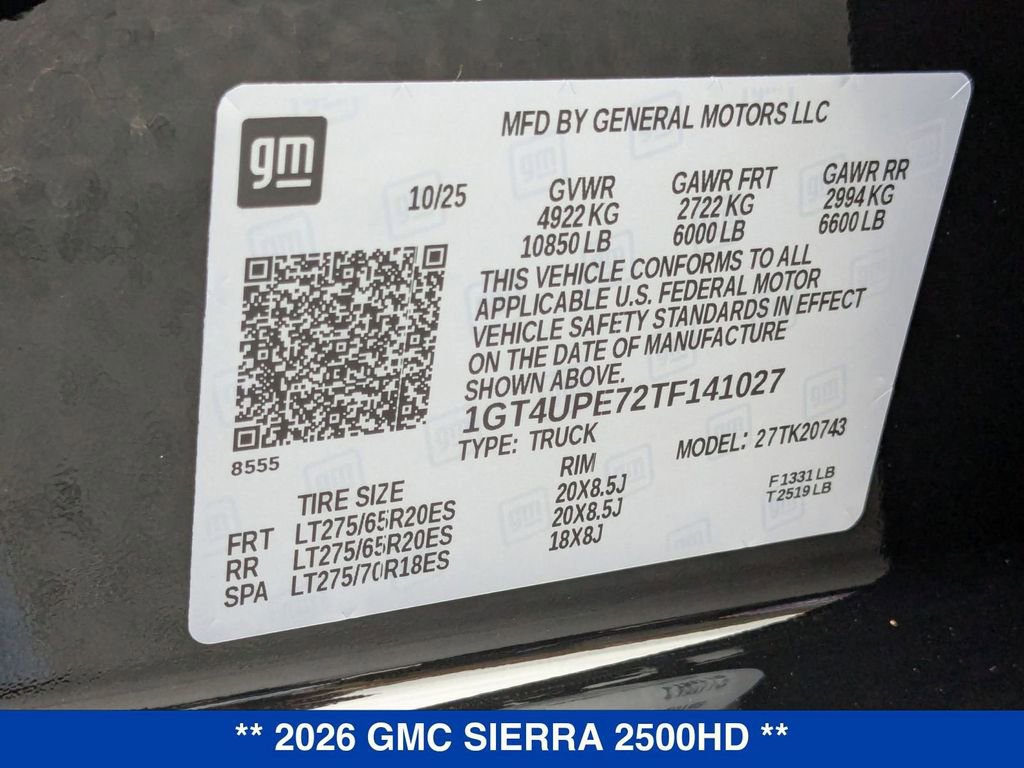 gm
MFD BY GENERAL MOTORS LLC
10/25
GVWR
4922 KG
10850 LB
GAWR FRT
2722 KG
6000 LB
GAWR RR
2994 KG
6600 LB
THIS VEHICLE CONFORMS TO ALL
APPLICABLE U.S. FEDERAL MOTOR
VEHICLE SAFETY STANDARDS IN EFFECT
ON THE DATE OF MANUFACTURE
SHOWN ABOVE.
1GT4UPE72TF141027
TYPE: TRUCK
MODEL: 27TK20743
8555
TIRE SIZE
RIM
FRT LT275/65R20ES 20X8.5J
RR LT275/65R20ES 20X8.5J
SPA LT275/70R18ES 18X8J
F1331 LB
T2519 LB
** 2026 GMC SIERRA 2500HD **